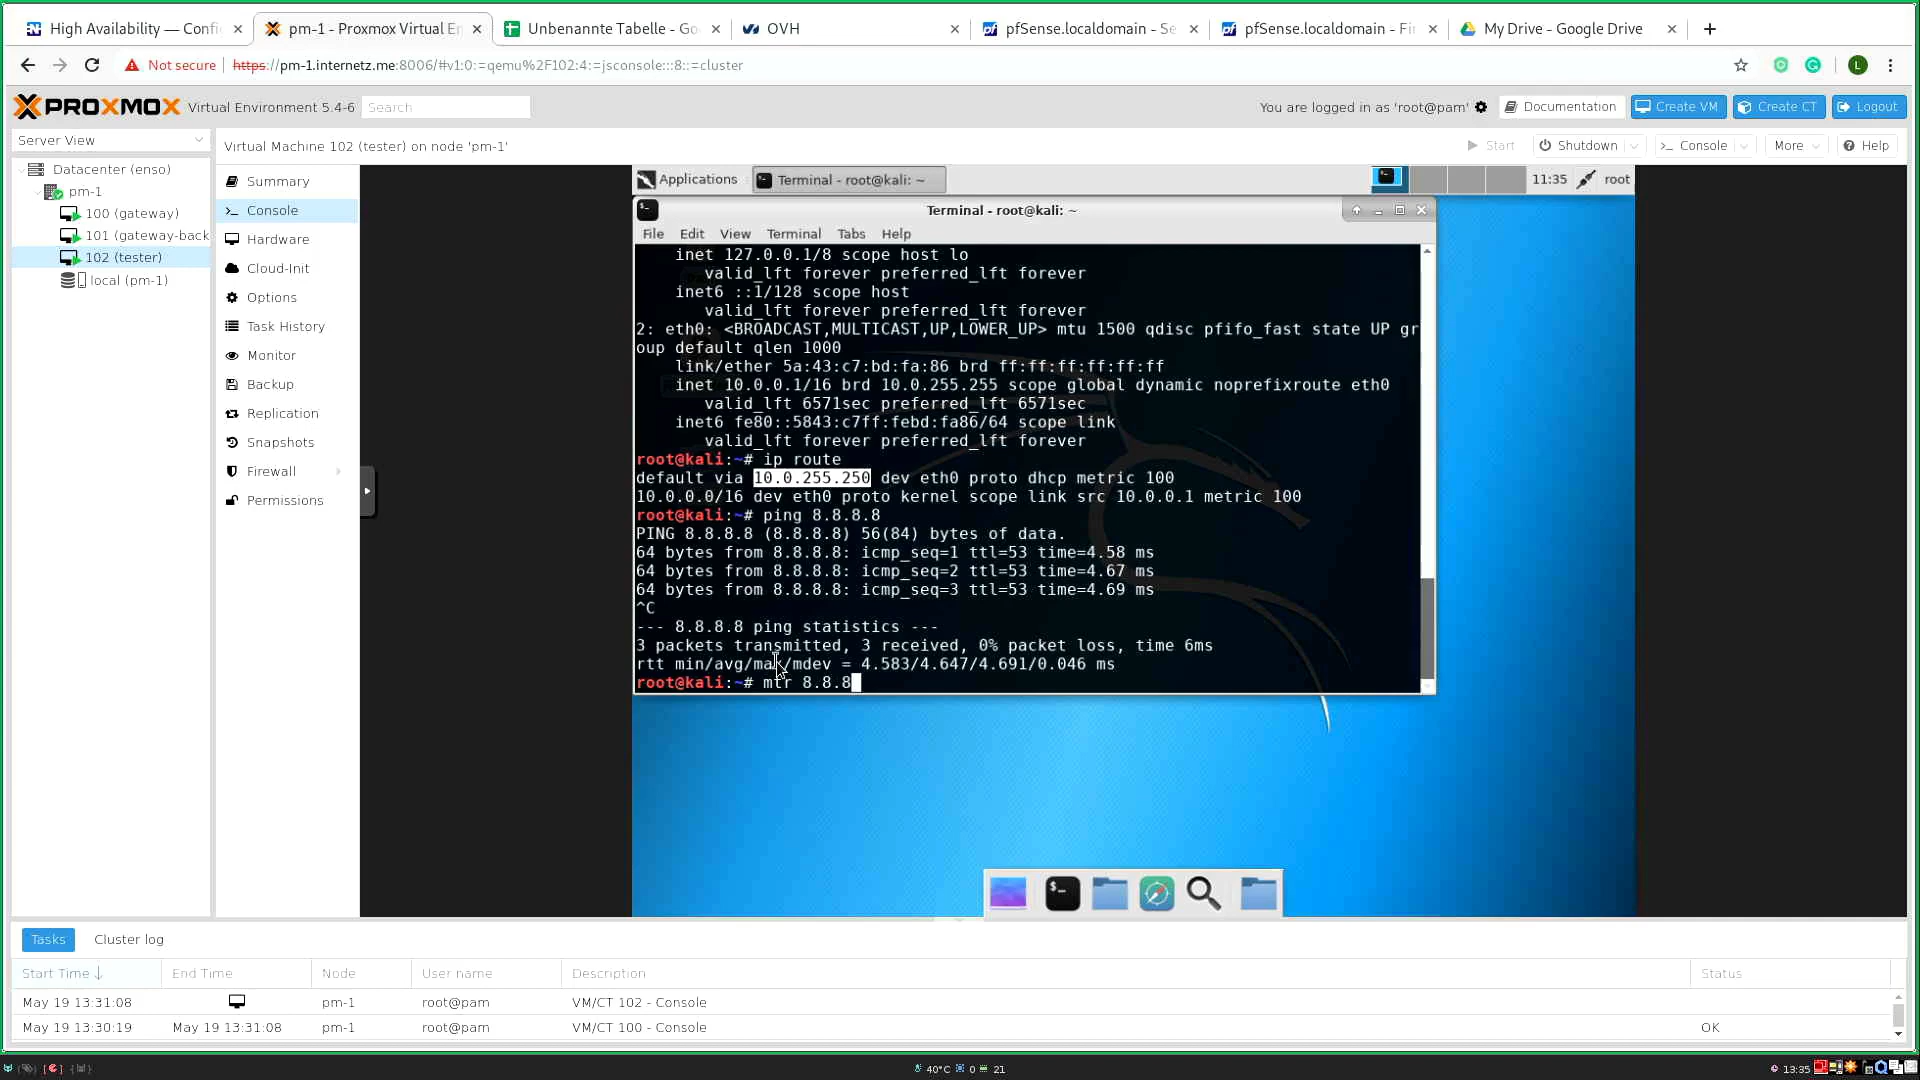 High Availability — Confi
pm-1 - Proxmox Virtual En
Unbenannte Tabelle - Go
OVH
pfSense.localdomain - Se
pfSense.localdomain - Fir
My Drive - Google Drive
Not secure
https://pm-1.internetz.me:8006/#v1:0:=qemu%2F102:4:=jsconsole:::8::=cluster
L
PROXMOX
Virtual Environment 5.4-6
Search
You are logged in as 'root@pam'
Documentation
Create VM
Create CT
Logout
Server View
Virtual Machine 102 (tester) on node 'pm-1'
Start
Shutdown
Console
More
Help
Datacenter (enso)
pm-1
100 (gateway)
101 (gateway-back
102 (tester)
local (pm-1)
Summary
Console
Hardware
Cloud-Init
Options
Task History
Monitor
Backup
Replication
Snapshots
Firewall
Permissions
Applications
Terminal - root@kali: ~
11:35
root
Terminal - root@kali: ~
File Edit View Terminal Tabs Help
inet 127.0.0.1/8 scope host lo
valid_lft forever preferred_lft forever
inet6 ::1/128 scope host
valid_lft forever preferred_lft forever
2: eth0: <BROADCAST,MULTICAST,UP,LOWER_UP> mtu 1500 qdisc pfifo_fast state UP gr
oup default qlen 1000
link/ether 5a:43:c7:bd:fa:86 brd ff:ff:ff:ff:ff:ff
inet 10.0.0.1/16 brd 10.0.255.255 scope global dynamic noprefixroute eth0
valid_lft 6571sec preferred_lft 6571sec
inet6 fe80::5843:c7ff:febd:fa86/64 scope link
valid_lft forever preferred_lft forever
root@kali:~# ip route
default via 10.0.255.250 dev eth0 proto dhcp metric 100
10.0.0.0/16 dev eth0 proto kernel scope link src 10.0.0.1 metric 100
root@kali:~# ping 8.8.8.8
PING 8.8.8.8 (8.8.8.8) 56(84) bytes of data.
64 bytes from 8.8.8.8: icmp_seq=1 ttl=53 time=4.58 ms
64 bytes from 8.8.8.8: icmp_seq=2 ttl=53 time=4.67 ms
64 bytes from 8.8.8.8: icmp_seq=3 ttl=53 time=4.69 ms
^C
--- 8.8.8.8 ping statistics ---
3 packets transmitted, 3 received, 0% packet loss, time 6ms
rtt min/avg/max/mdev = 4.583/4.647/4.691/0.046 ms
root@kali:~# mtr 8.8.8
Tasks
Cluster log
Start Time
End Time
Node
User name
Description
Status
May 19 13:31:08 pm-1 root@pam VM/CT 102 - Console
May 19 13:30:19 May 19 13:31:08 pm-1 root@pam VM/CT 100 - Console OK
40°C 0 21
13:35